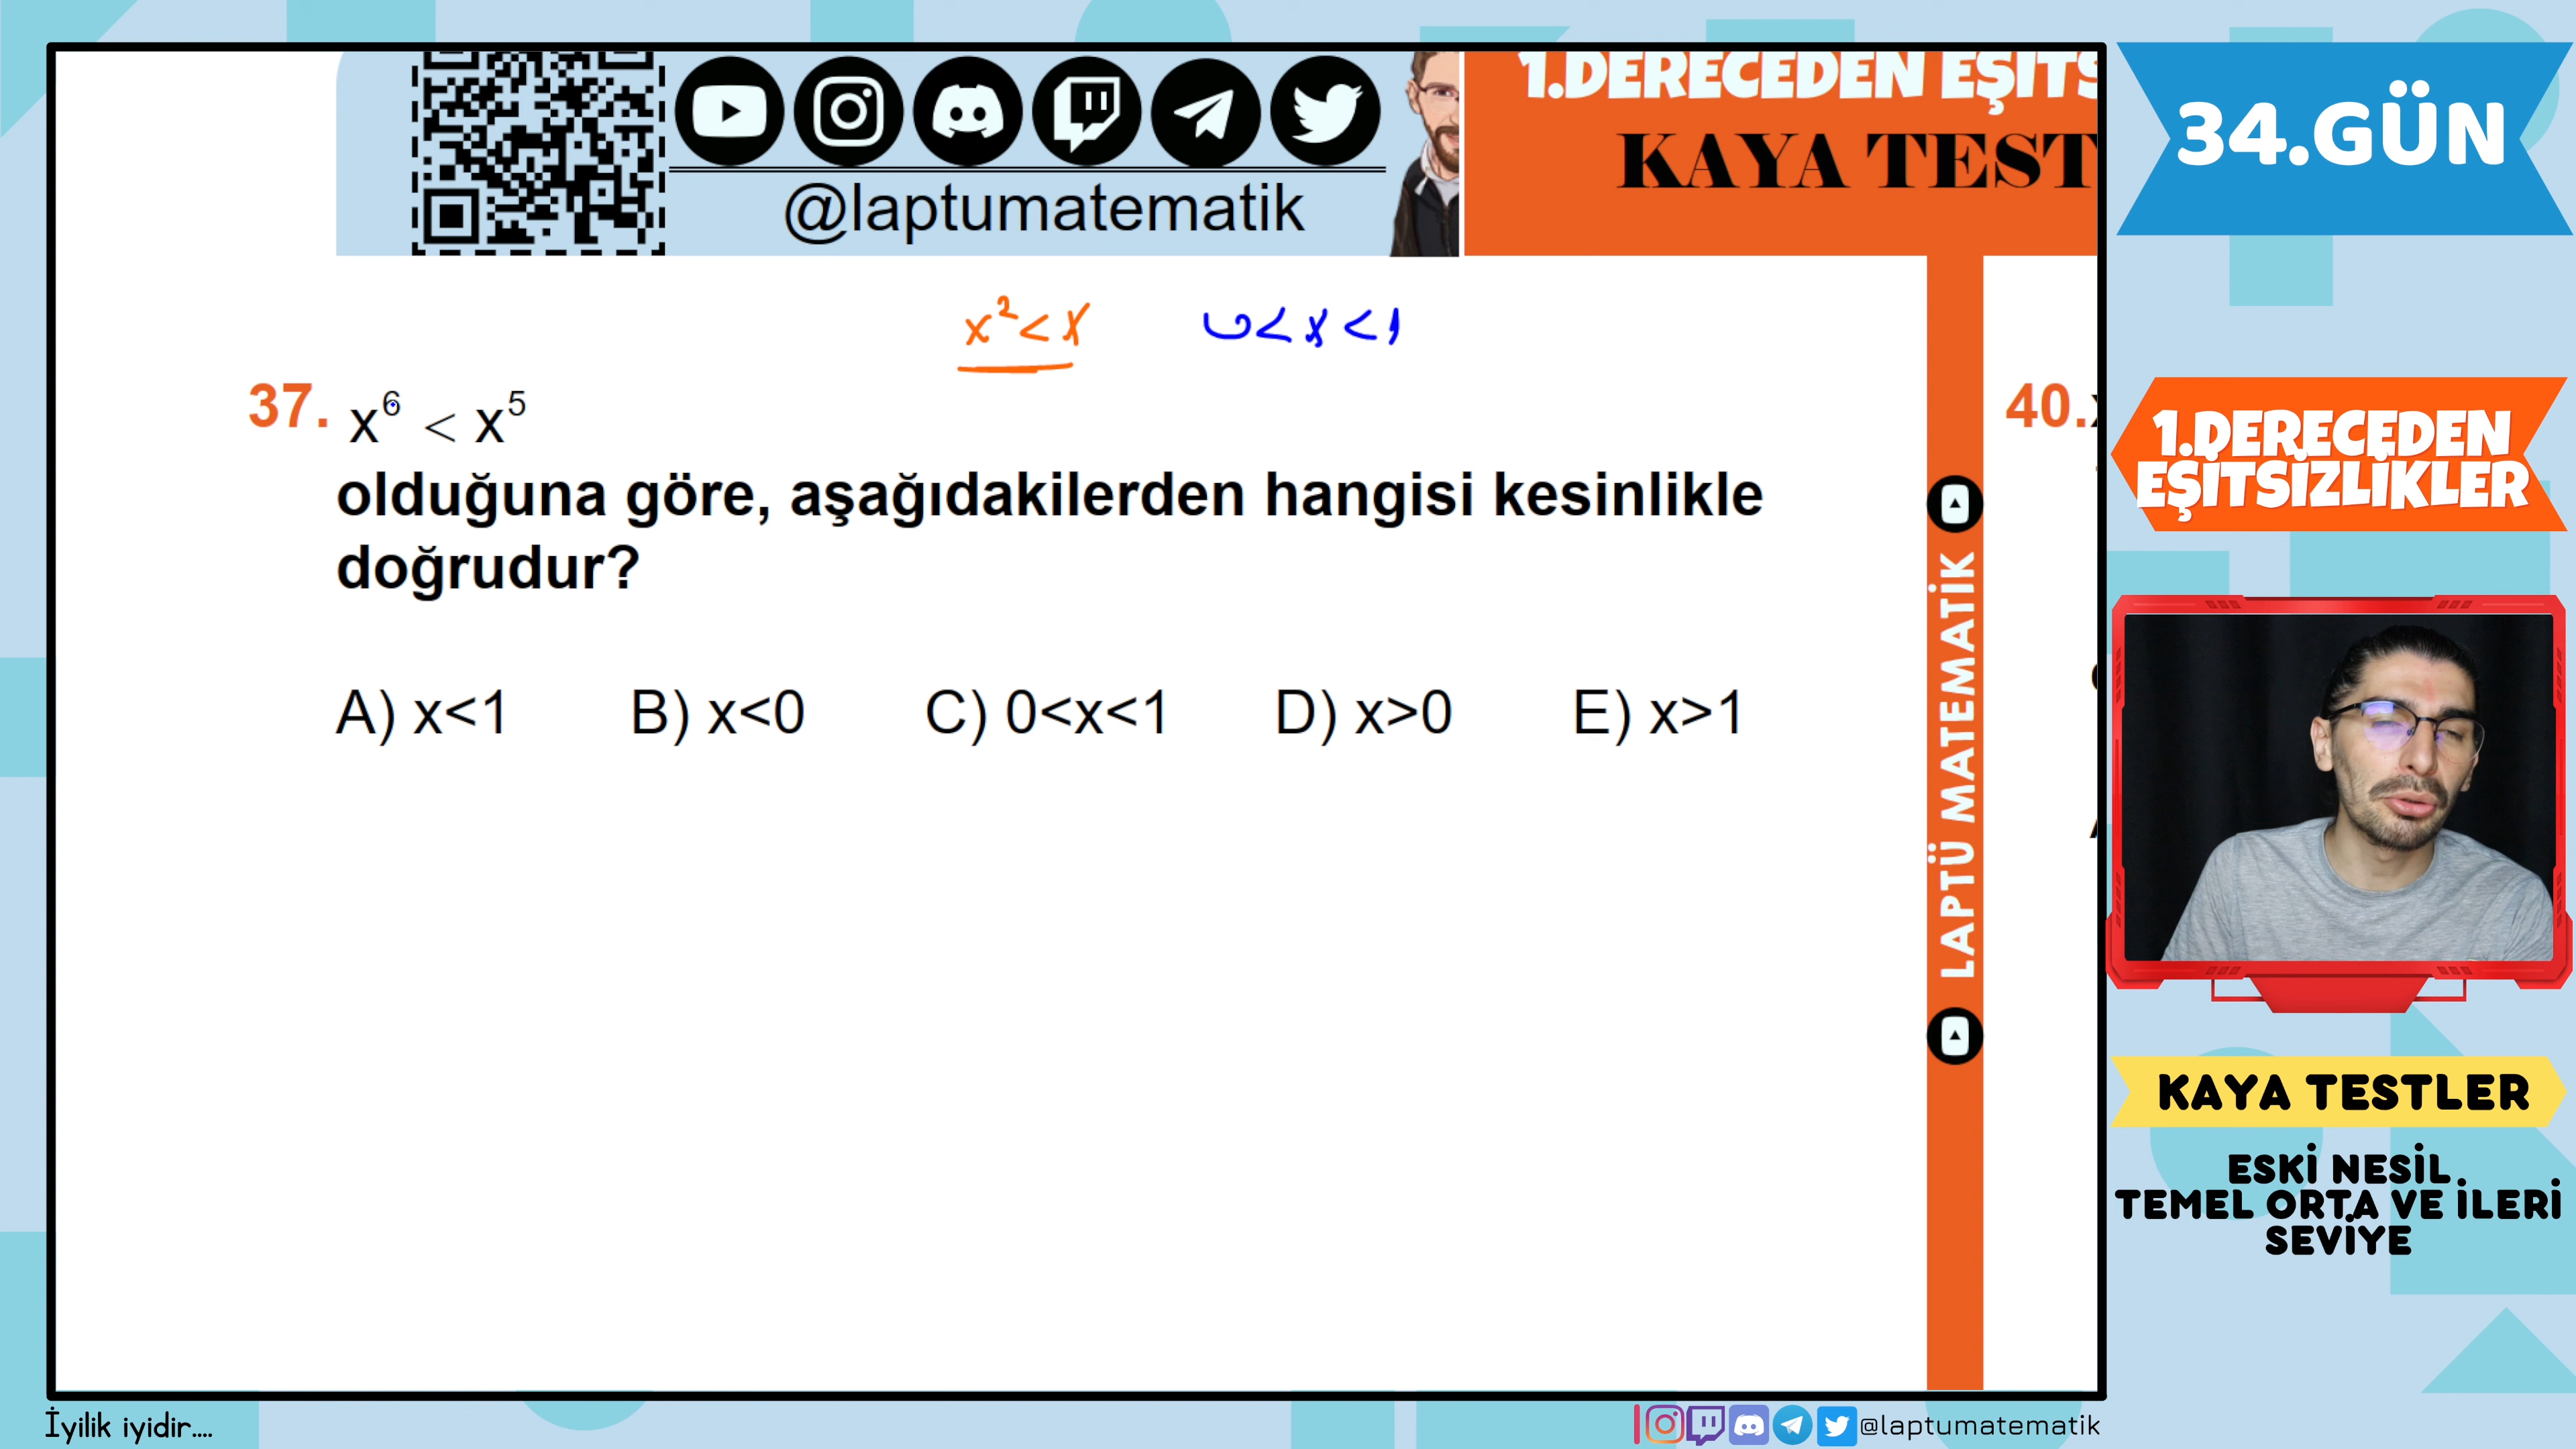 1.DERECEDEN EŞİTS
KAYA TEST
@laptumatematik
34.GÜN
x² < x
0 < x < 1
37. x⁶ < x⁵
olduğuna göre, aşağıdakilerden hangisi kesinlikle
doğrudur?
A) x<1 B) x<0 C) 0<x<1 D) x>0 E) x>1
40.
LAPTÜ MATEMATİK
1.DERECEDEN
EŞİTSİZLİKLER
KAYA TESTLER
ESKİ NESİL
TEMEL ORTA VE İLERİ
SEVİYE
İyilik iyidir....
@laptumatematik